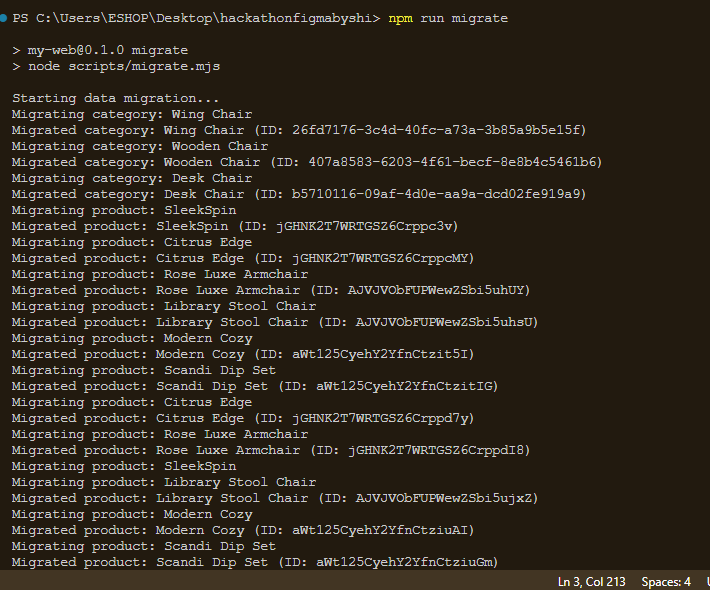 PS C:\Users\ESHOP\Desktop\hackathonfigmabyshi> npm run migrate
> my-web@0.1.0 migrate
> node scripts/migrate.mjs
Starting data migration...
Migrating category: Wing Chair
Migrated category: Wing Chair (ID: 26fd7176-3c4d-40fc-a73a-3b85a9b5e15f)
Migrating category: Wooden Chair
Migrated category: Wooden Chair (ID: 407a8583-6203-4f61-becf-8e8b4c5461b6)
Migrating category: Desk Chair
Migrated category: Desk Chair (ID: b5710116-09af-4d0e-aa9a-dcd02fe919a9)
Migrating product: SleekSpin
Migrated product: SleekSpin (ID: jGHNK2T7WRTGSZ6Crppc3v)
Migrating product: Citrus Edge
Migrated product: Citrus Edge (ID: jGHNK2T7WRTGSZ6CrppcMY)
Migrating product: Rose Luxe Armchair
Migrated product: Rose Luxe Armchair (ID: AJVJVObFUPWewZSbi5uhUY)
Migrating product: Library Stool Chair
Migrated product: Library Stool Chair (ID: AJVJVObFUPWewZSbi5uhsU)
Migrating product: Modern Cozy
Migrated product: Modern Cozy (ID: aWt125CyehY2YfnCtzit5I)
Migrating product: Scandi Dip Set
Migrated product: Scandi Dip Set (ID: aWt125CyehY2YfnCtzitIG)
Migrating product: Citrus Edge
Migrated product: Citrus Edge (ID: jGHNK2T7WRTGSZ6Crppd7y)
Migrating product: Rose Luxe Armchair
Migrated product: Rose Luxe Armchair (ID: jGHNK2T7WRTGSZ6CrppdI8)
Migrating product: SleekSpin
Migrating product: Library Stool Chair
Migrated product: Library Stool Chair (ID: AJVJVObFUPWewZSbi5ujxZ)
Migrating product: Modern Cozy
Migrated product: Modern Cozy (ID: aWt125CyehY2YfnCtziuAI)
Migrating product: Scandi Dip Set
Migrated product: Scandi Dip Set (ID: aWt125CyehY2YfnCtziuGm)
Ln 3, Col 213 Spaces: 4